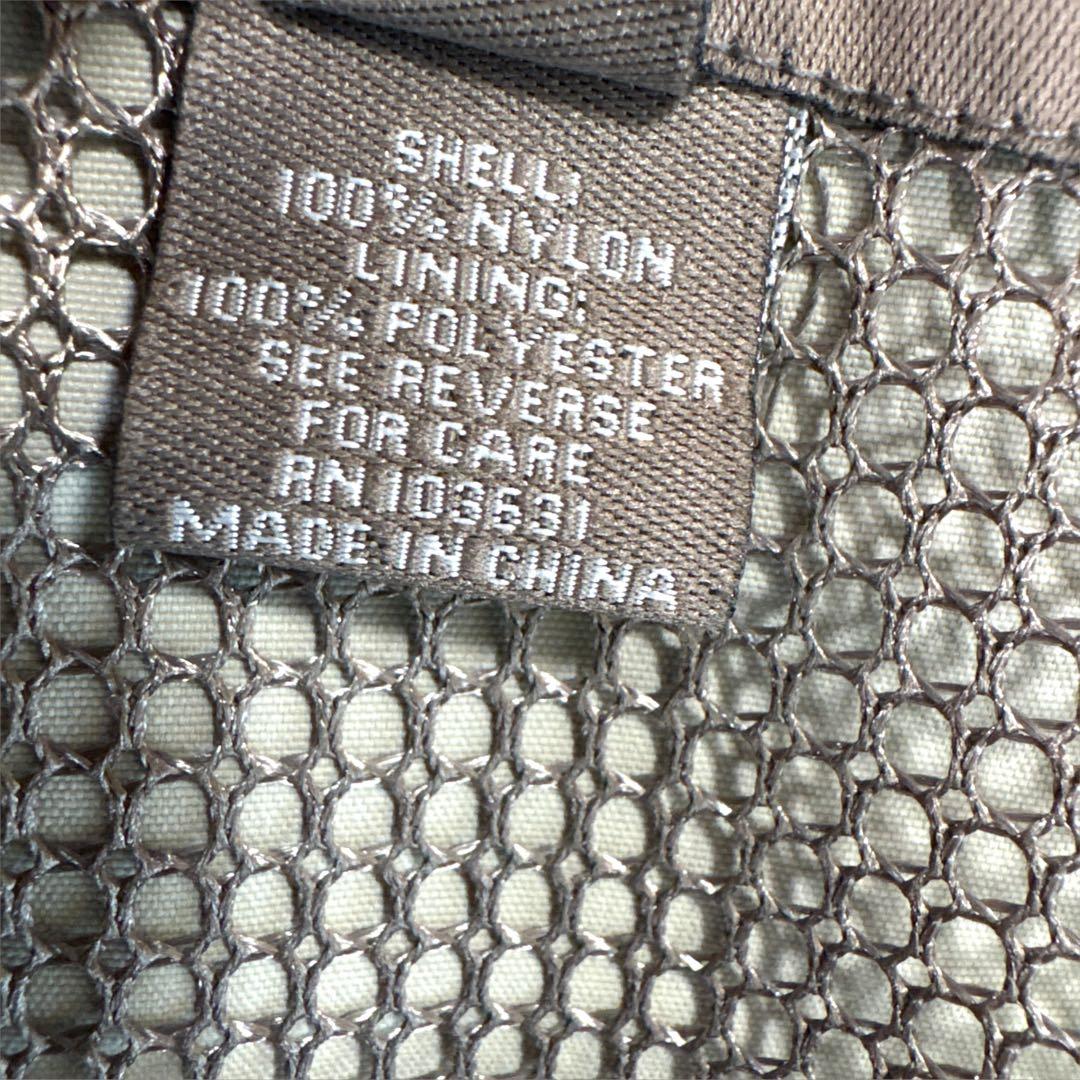 SHELL:
100% NYLON
LINING:
100% POLYESTER
SEE REVERSE
FOR CARE
RN 103631
MADE IN CHINA